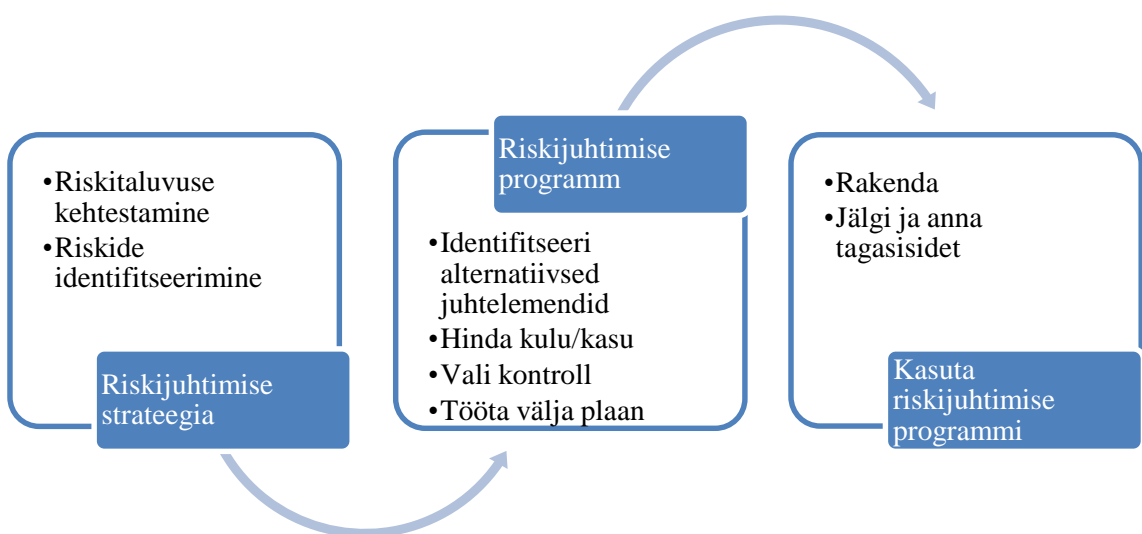 •Riskitaluvuse
kehtestamine
•Riskide
identifitseerimine
Riskijuhtimise
strateegia
Riskijuhtimise
programm
•Identifitseeri
alternatiivsed
juhtelemendid
•Hinda kulu/kasu
•Vali kontroll
•Tööta välja plaan
•Rakenda
•Jälgi ja anna
tagasisidet
Kasuta
riskijuhtimise
programmi